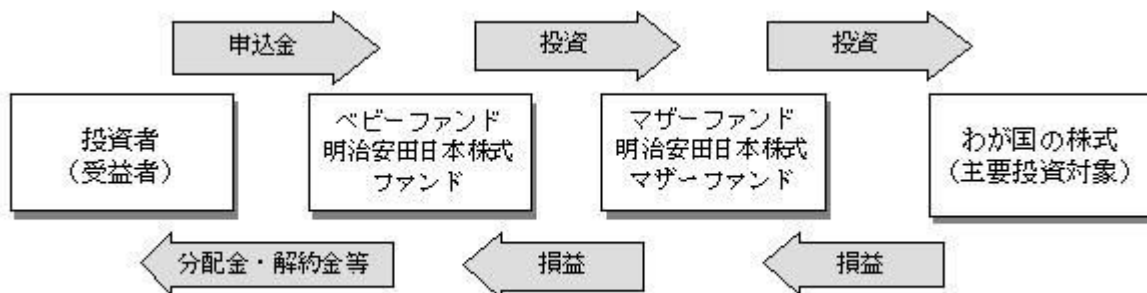 申込金
投資
投資
投資者
（受益者）
ベビーファンド
明治安田日本株式
ファンド
マザーファンド
明治安田日本株式
マザーファンド
わが国の株式
（主要投資対象）
分配金・解約金等
損益
損益